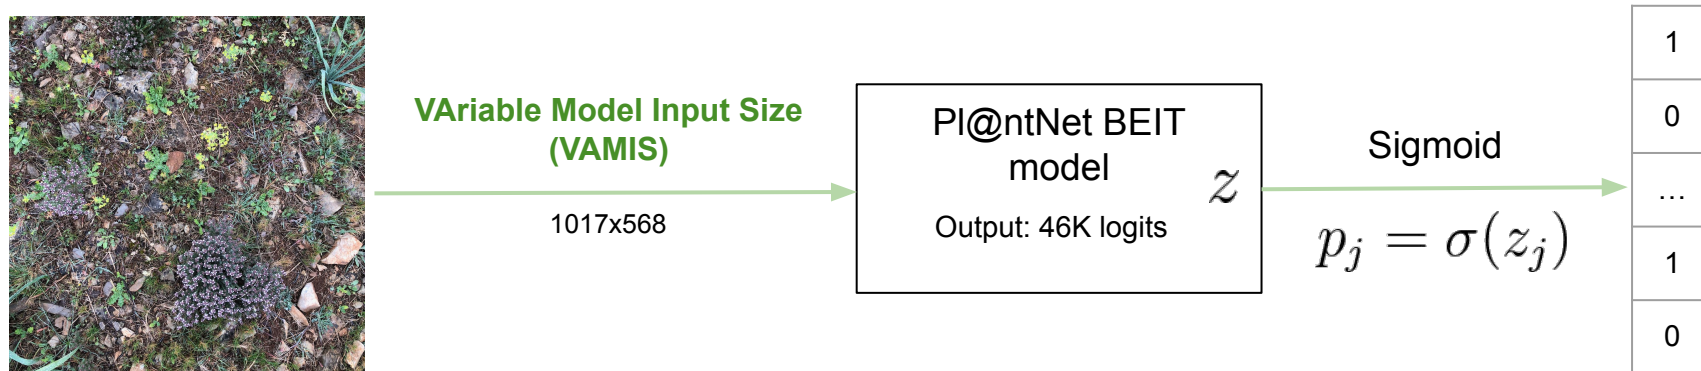 VAriable Model Input Size
(VAMIS)
1017x568
Pl@ntNet BEIT
model
z
Output: 46K logits
Sigmoid
p_j = σ(z_j)
1
0
...
1
0